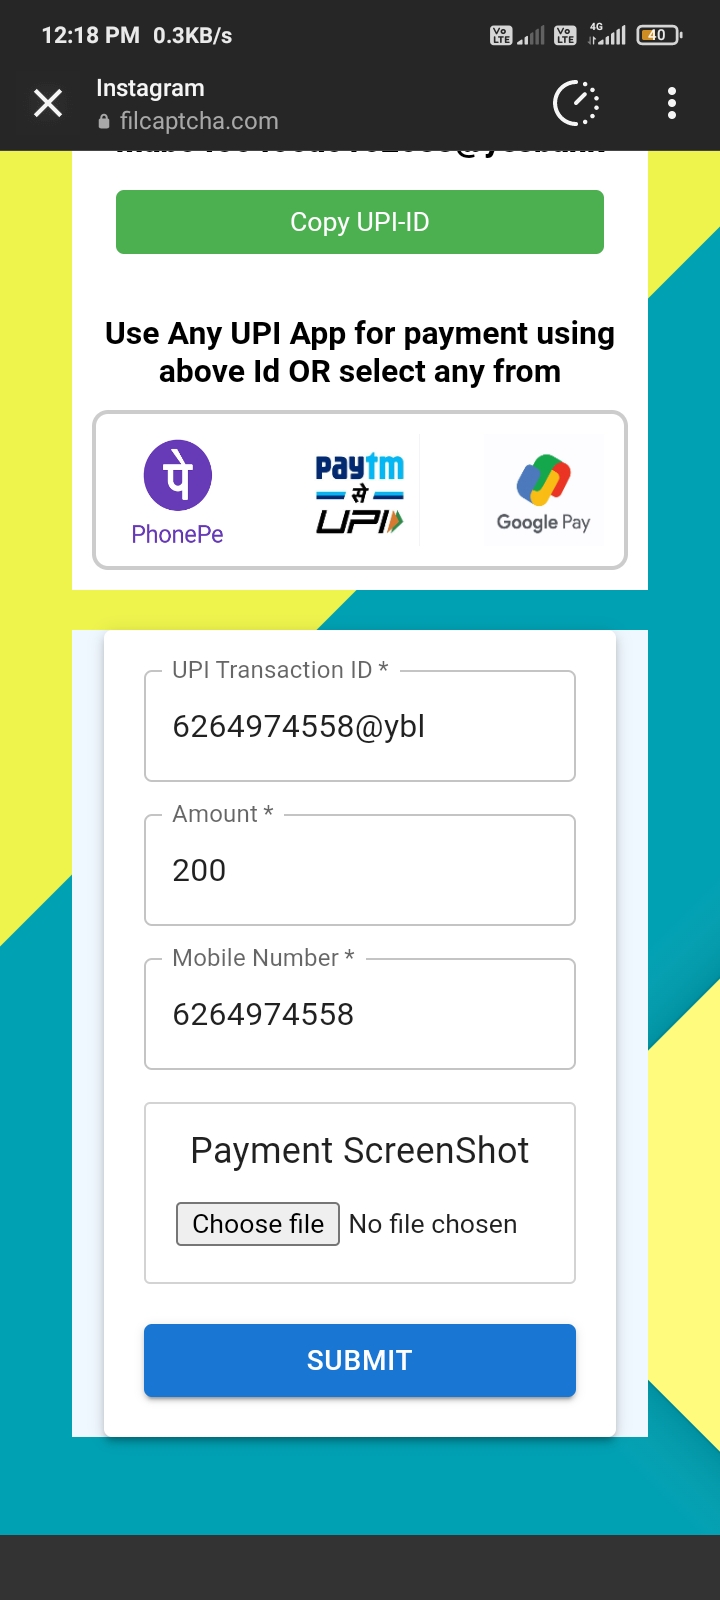 12:18 PM 0.3KB/s
Vo LTE Vo LTE 4G 40
Instagram
filcaptcha.com
Copy UPI-ID
Use Any UPI App for payment using
above Id OR select any from
पे
PhonePe
paytm
से
UPI
Google Pay
UPI Transaction ID *
6264974558@ybl
Amount *
200
Mobile Number *
6264974558
Payment ScreenShot
Choose file No file chosen
SUBMIT